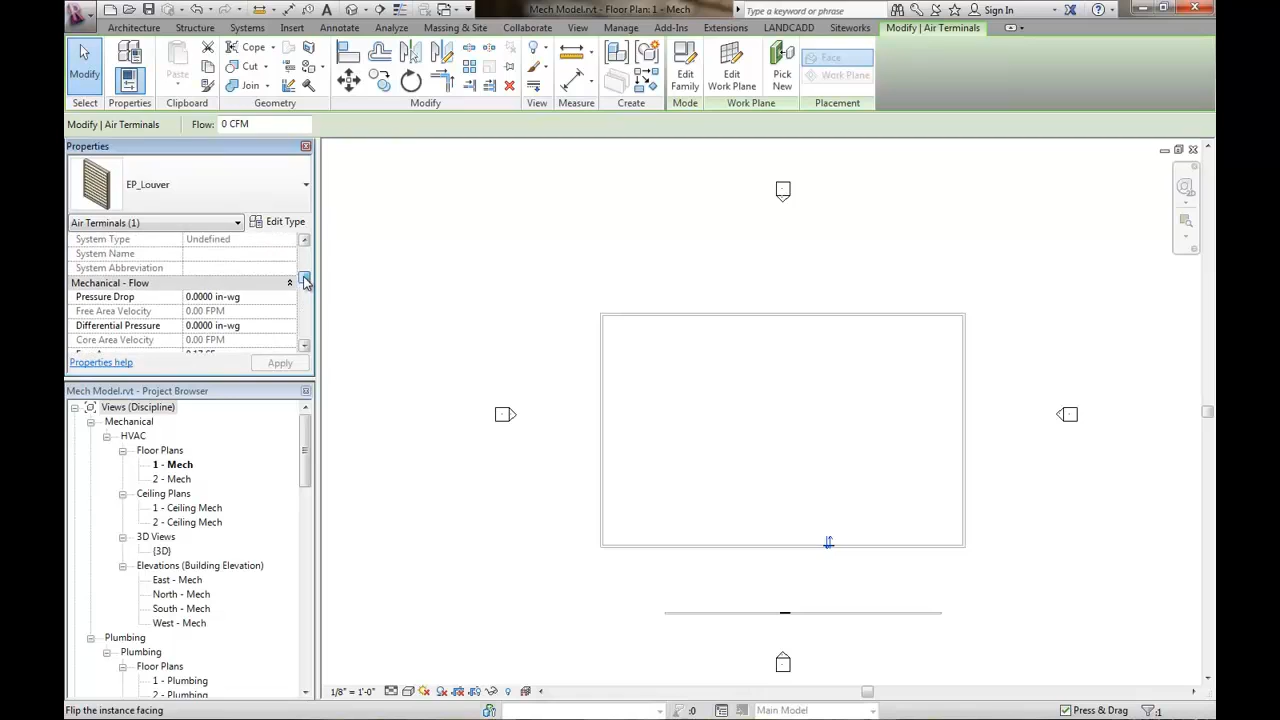 Mech Model.rvt - Floor Plan: 1 - Mech
Type a keyword or phrase
Sign In
Architecture
Structure
Systems
Insert
Annotate
Analyze
Massing & Site
Collaborate
View
Manage
Add-Ins
Extensions
LANDCADD
Siteworks
Modify | Air Terminals
Modify
Paste
Cope
Cut
Join
Edit
Family
Edit
Work Plane
Pick
New
Face
Work Plane
Select
Properties
Clipboard
Geometry
Modify
View
Measure
Create
Mode
Work Plane
Placement
Modify | Air Terminals
Flow: 0 CFM
Properties
EP_Louver
Air Terminals (1)
Edit Type
System Type Undefined
System Name
System Abbreviation
Mechanical - Flow
Pressure Drop 0.0000 in-wg
Free Area Velocity 0.00 FPM
Differential Pressure 0.0000 in-wg
Core Area Velocity 0.00 FPM
Properties help
Apply
Mech Model.rvt - Project Browser
Views (Discipline)
Mechanical
HVAC
Floor Plans
1 - Mech
2 - Mech
Ceiling Plans
1 - Ceiling Mech
2 - Ceiling Mech
3D Views
{3D}
Elevations (Building Elevation)
East - Mech
North - Mech
South - Mech
West - Mech
Plumbing
Plumbing
Floor Plans
1 - Plumbing
2 - Plumbing
1/8" = 1'-0"
Flip the instance facing
:0
Main Model
Press & Drag
:1